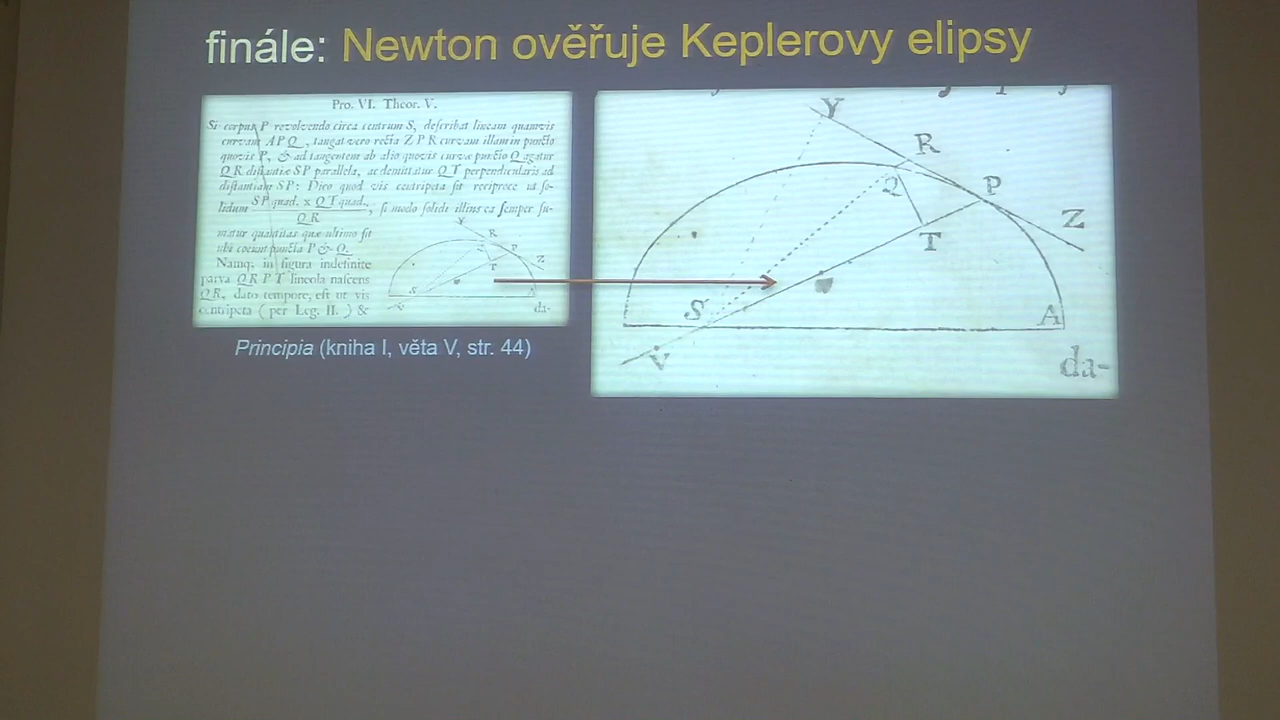 finále: Newton ověřuje Keplerovy elipsy
Pro. VI. Theor. V.
Si corpus P revolvendo circa centrum S, describat lineam quamvis
curvam APQ, tangat vero recta ZPR curvam illam in puncto
quovis P, & ad tangentem ab alio quovis curvæ puncto Q agatur
QR distantiæ SP parallela, ac demittatur QT perpendicularis ad
distantiam SP: Dico quod vis centripeta sit reciproce ut so-
lidum SP quad. x QT quad. / QR, si modo solidi illius ea semper su-
matur quantitas quæ ultimo fit
ubi coeunt puncta P & Q.
Namq; in figura indefinite
parva QRPT lineola nascens
QR, dato tempore, est ut vis
centripeta (per Leg. II.) &
da-
Y
R
Q
P
Z
T
S
A
V
da-
Principia (kniha I, věta V, str. 44)